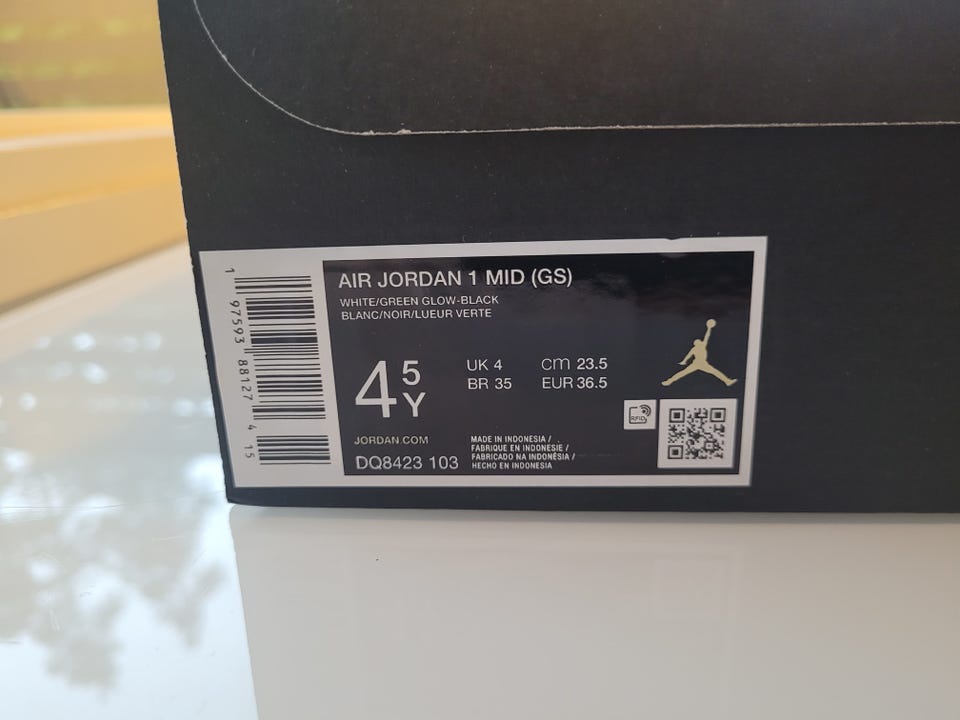 1 97593 88127 4 15
AIR JORDAN 1 MID (GS)
WHITE/GREEN GLOW-BLACK
BLANC/NOIR/LUEUR VERTE
4 5 Y
UK 4 cm 23.5
BR 35 EUR 36.5
RFID
JORDAN.COM
DQ8423 103
MADE IN INDONESIA /
FABRIQUE EN INDONESIE /
FABRICADO NA INDONÉSIA /
HECHO EN INDONESIA